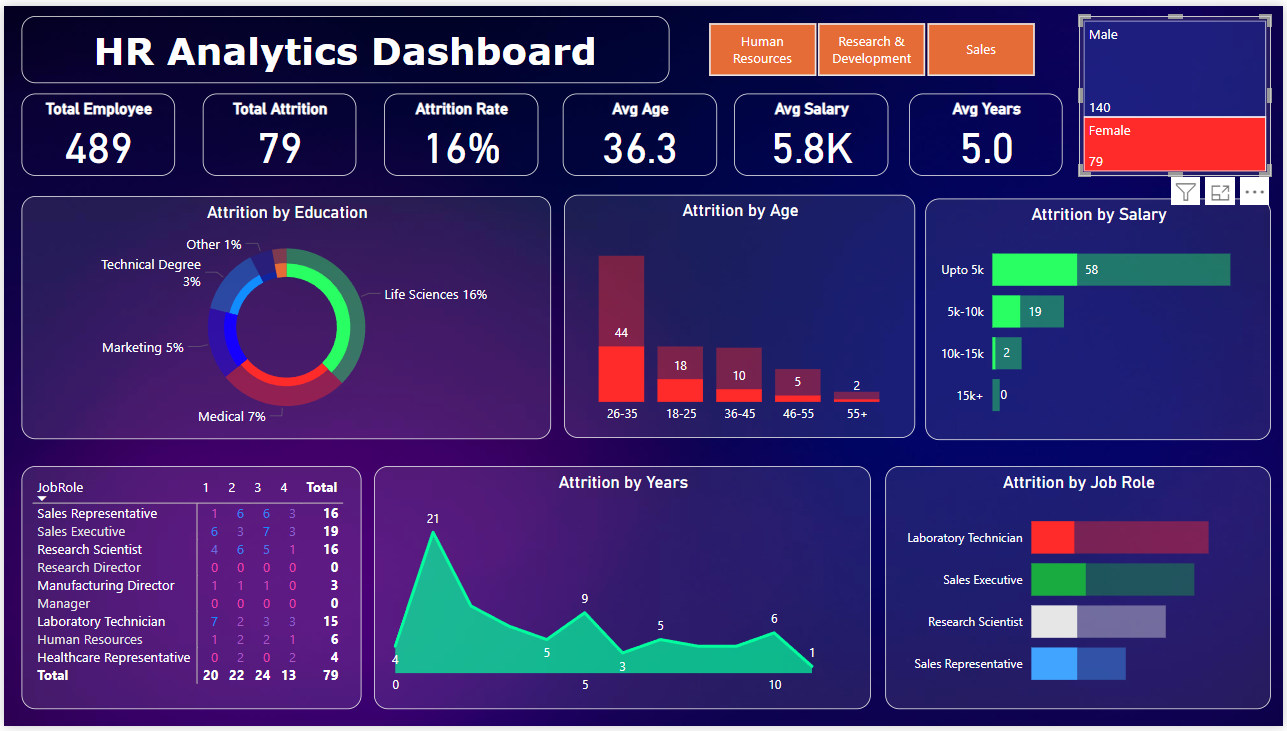 HR Analytics Dashboard
Human
Resources
Research &
Development
Sales
Male
140
Female
79
Total Employee
489
Total Attrition
79
Attrition Rate
16%
Avg Age
36.3
Avg Salary
5.8K
Avg Years
5.0
Attrition by Education
Other 1%
Technical Degree
3%
Life Sciences 16%
Marketing 5%
Medical 7%
Attrition by Age
44
18
10
5
2
26-35 18-25 36-45 46-55 55+
Attrition by Salary
Upto 5k 58
5k-10k 19
10k-15k 2
15k+ 0
JobRole 1 2 3 4 Total
Sales Representative 1 6 6 3 16
Sales Executive 6 3 7 3 19
Research Scientist 4 6 5 1 16
Research Director 0 0 0 0 0
Manufacturing Director 1 1 1 0 3
Manager 0 0 0 0 0
Laboratory Technician 7 2 3 3 15
Human Resources 1 2 2 1 6
Healthcare Representative 0 2 0 2 4
Total 20 22 24 13 79
Attrition by Years
21
9
6
5
5
4
3
1
0 5 10
Attrition by Job Role
Laboratory Technician
Sales Executive
Research Scientist
Sales Representative